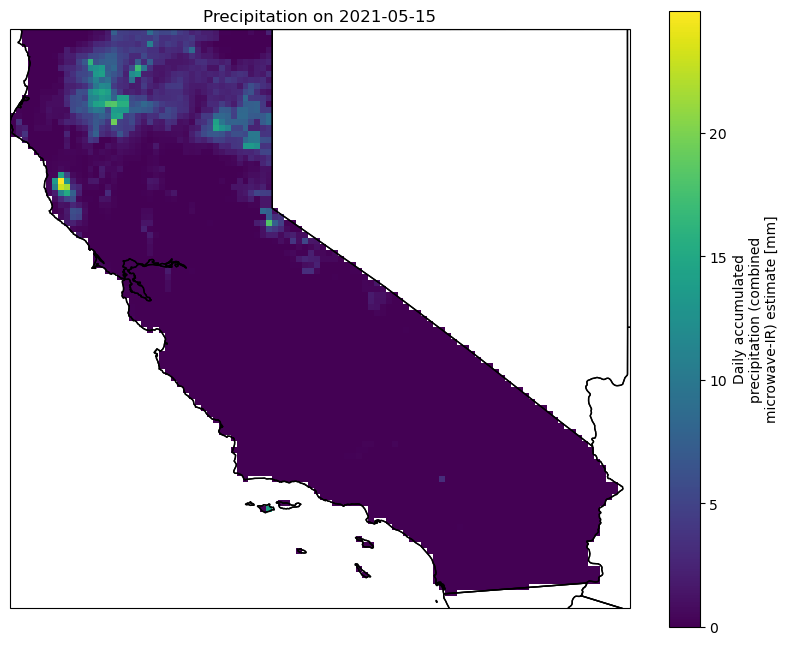 Precipitation on 2021-05-15
20
15
10
5
0
Daily accumulated
precipitation (combined
microwave-IR) estimate [mm]